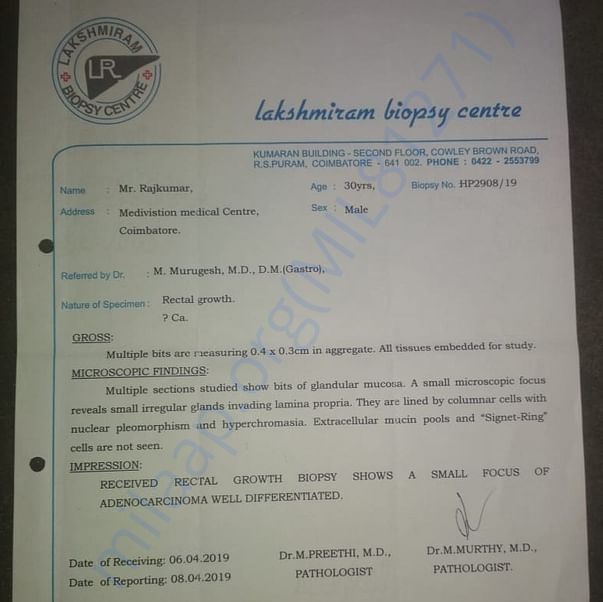 LAKSHMIRAM
LR
BIOPSY CENTRE
lakshmiram biopsy centre
KUMARAN BUILDING - SECOND FLOOR, COWLEY BROWN ROAD,
R.S.PURAM, COIMBATORE - 641 002. PHONE : 0422 - 2553799
Name : Mr. Rajkumar, Age : 30yrs, Biopsy No. HP2908/19
Address : Medivistion medical Centre, Sex : Male
Coimbatore.
Referred by Dr. : M. Murugesh, M.D., D.M.(Gastro),
Nature of Specimen : Rectal growth.
? Ca.
GROSS:
Multiple bits are measuring 0.4 x 0.3cm in aggregate. All tissues embedded for study.
MICROSCOPIC FINDINGS:
Multiple sections studied show bits of glandular mucosa. A small microscopic focus
reveals small irregular glands invading lamina propria. They are lined by columnar cells with
nuclear pleomorphism and hyperchromasia. Extracellular mucin pools and “Signet-Ring”
cells are not seen.
IMPRESSION:
RECEIVED RECTAL GROWTH BIOPSY SHOWS A SMALL FOCUS OF
ADENOCARCINOMA WELL DIFFERENTIATED.
Date of Receiving: 06.04.2019 Dr.M.PREETHI, M.D., Dr.M.MURTHY, M.D.,
Date of Reporting: 08.04.2019 PATHOLOGIST PATHOLOGIST.
milaap.org(MIL84271)